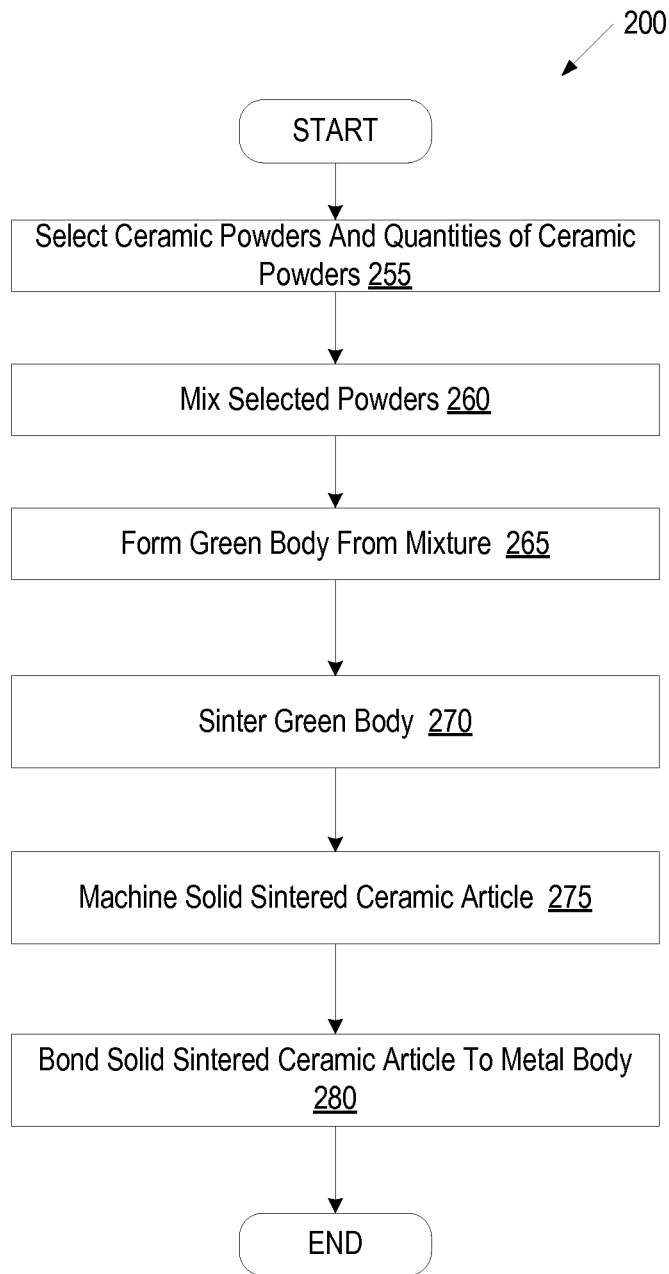 200
START
Select Ceramic Powders And Quantities of Ceramic
Powders 255
Mix Selected Powders 260
Form Green Body From Mixture 265
Sinter Green Body 270
Machine Solid Sintered Ceramic Article 275
Bond Solid Sintered Ceramic Article To Metal Body
280
END